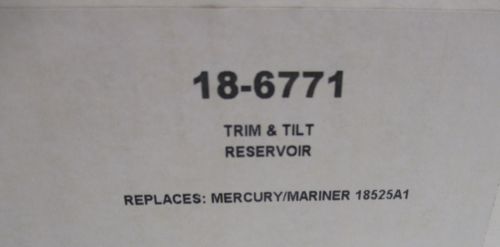 18-6771
TRIM & TILT
RESERVOIR
REPLACES: MERCURY/MARINER 18525A1